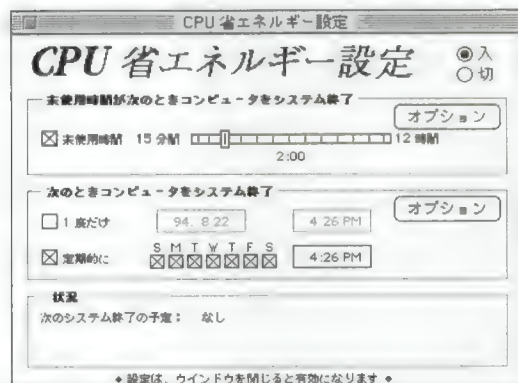 CPU 省エネルギー設定
CPU 省エネルギー設定
入
切
未使用時間が次のときコンピュータをシステム終了
オプション
未使用時間 15 分間 12 時間
2:00
次のときコンピュータをシステム終了
オプション
1 度だけ 94. 8.22 4:26 PM
S M T W T F S
定期的に 4:26 PM
状況
次のシステム終了の予定： なし
◆ 設定は、ウインドウを閉じると有効になります ◆